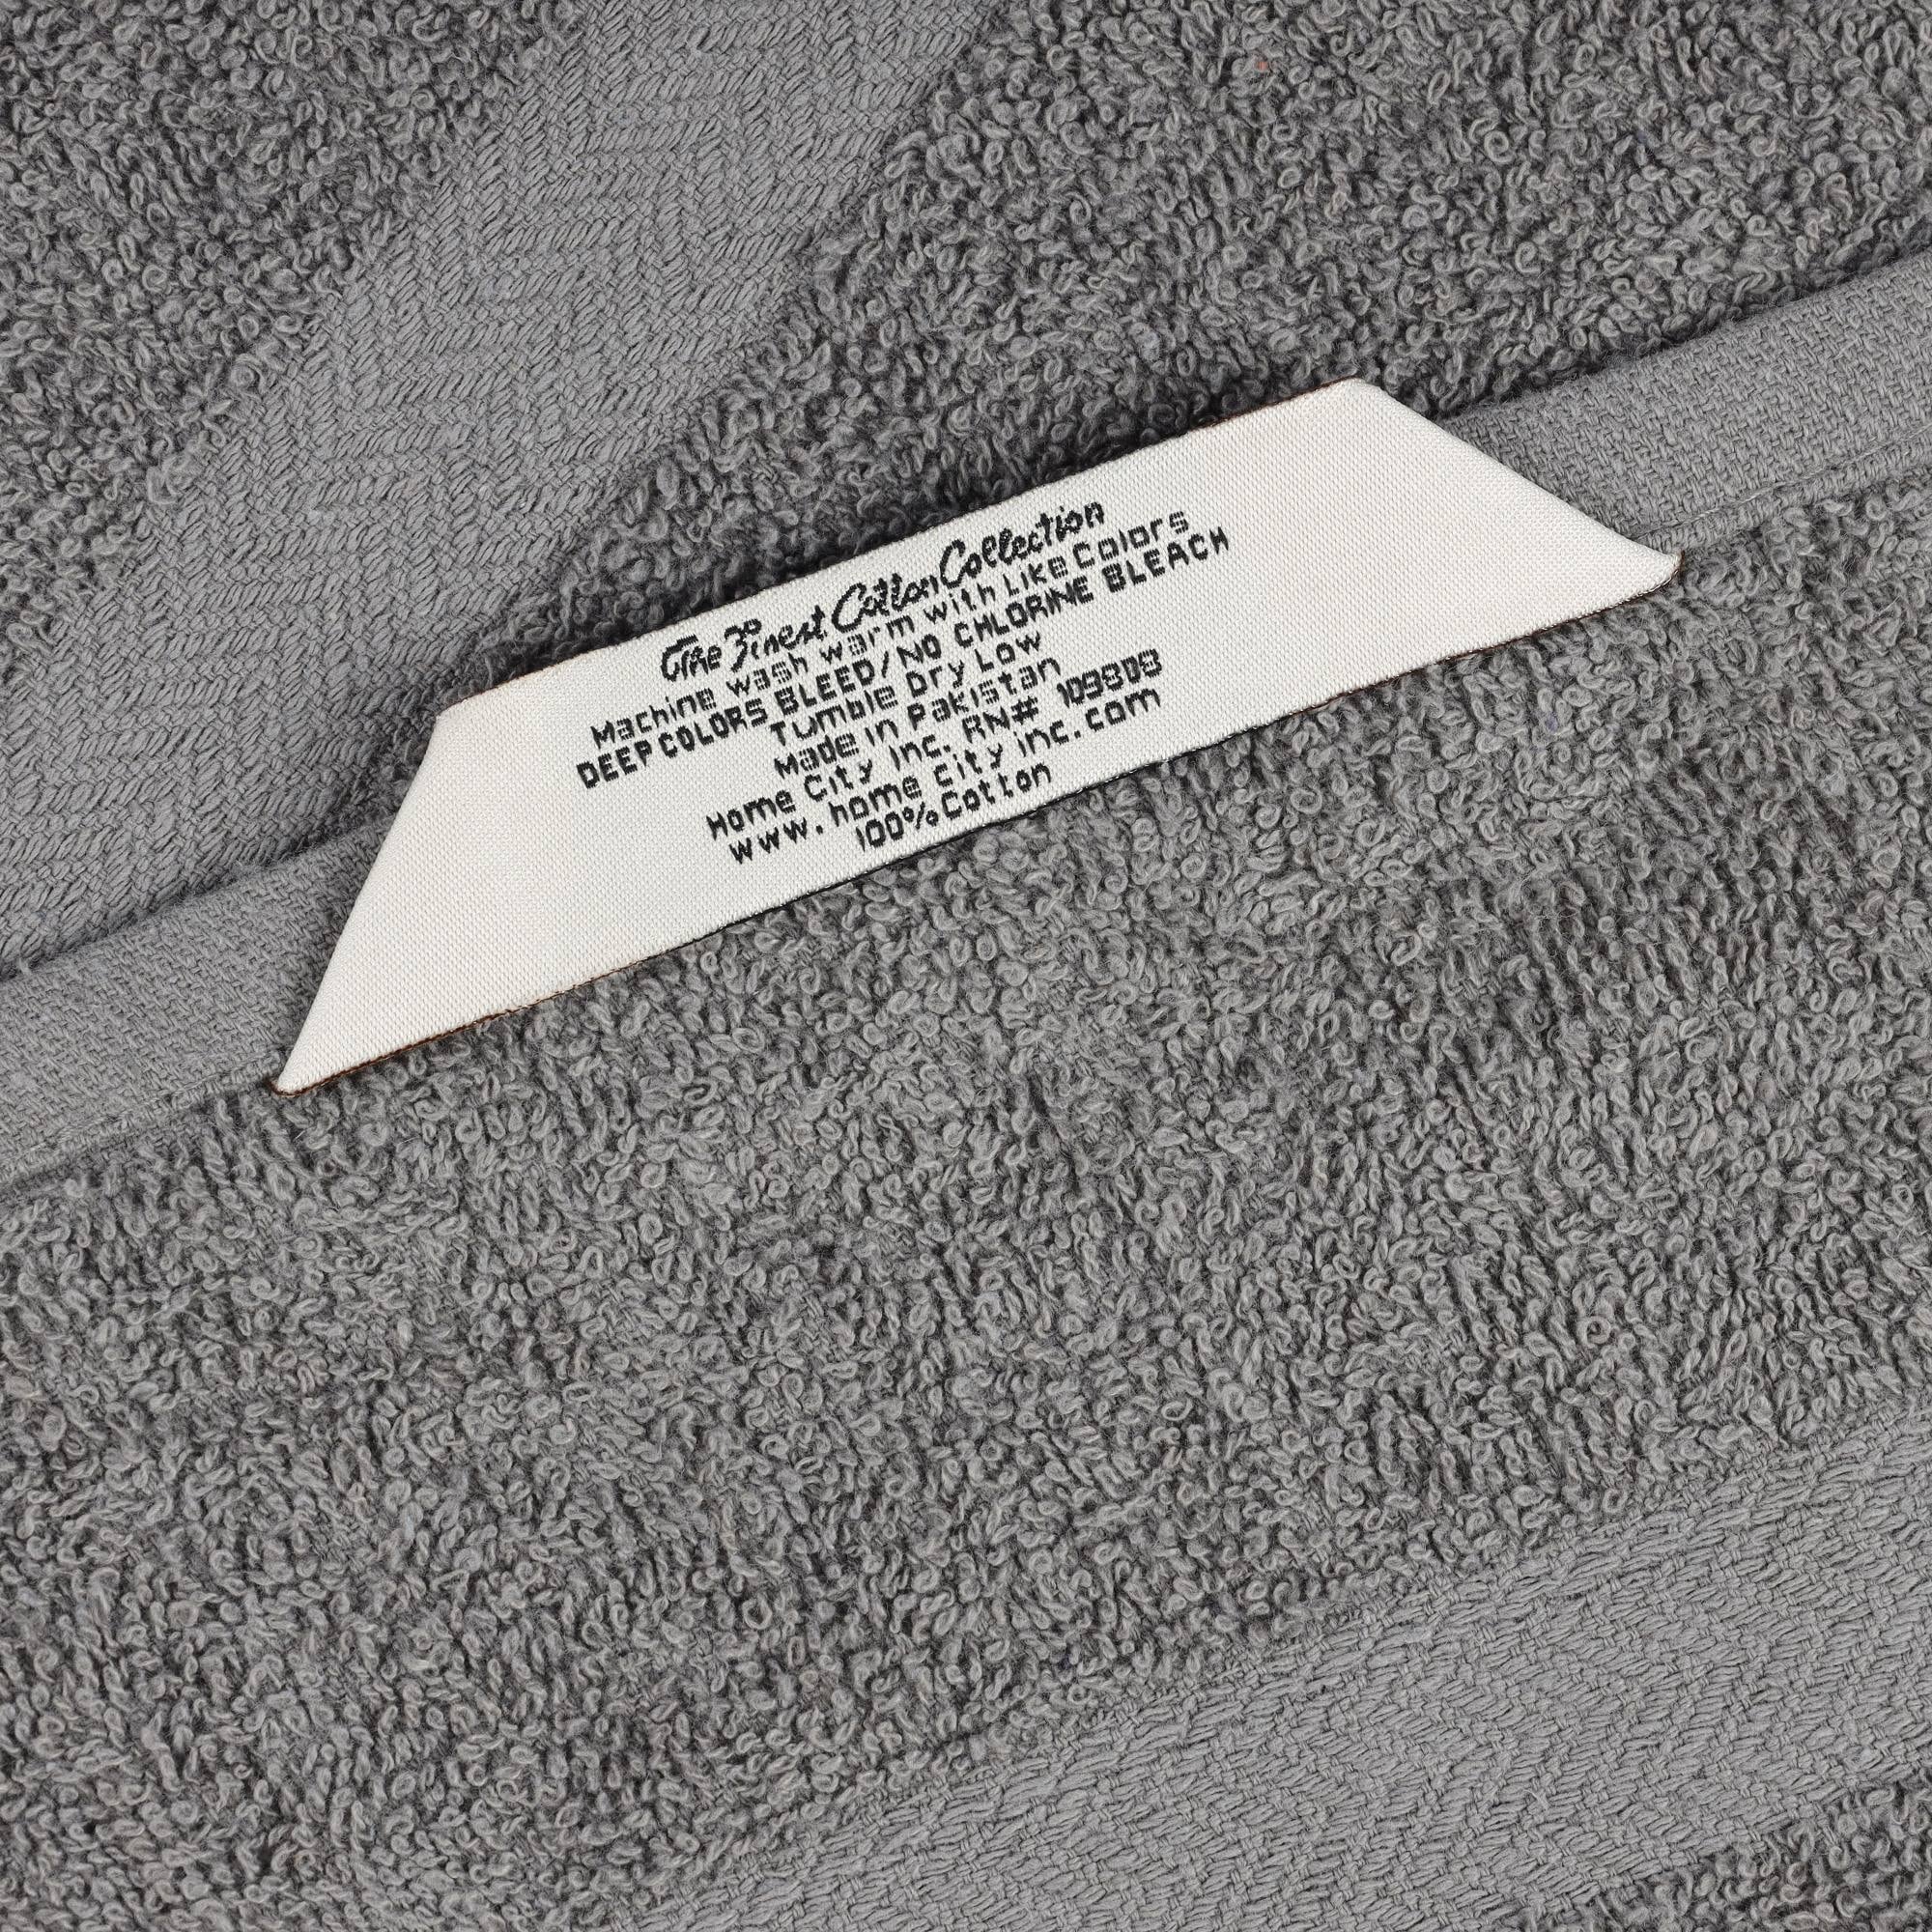 The Finest Cotton Collection
Machine wash warm with Like Colors
DEEP COLORS BLEED/NO CHLORINE BLEACH
Tumble Dry Low
Made in Pakistan
Home City Inc. RN# 109808
www.home city inc.com
100% Cotton